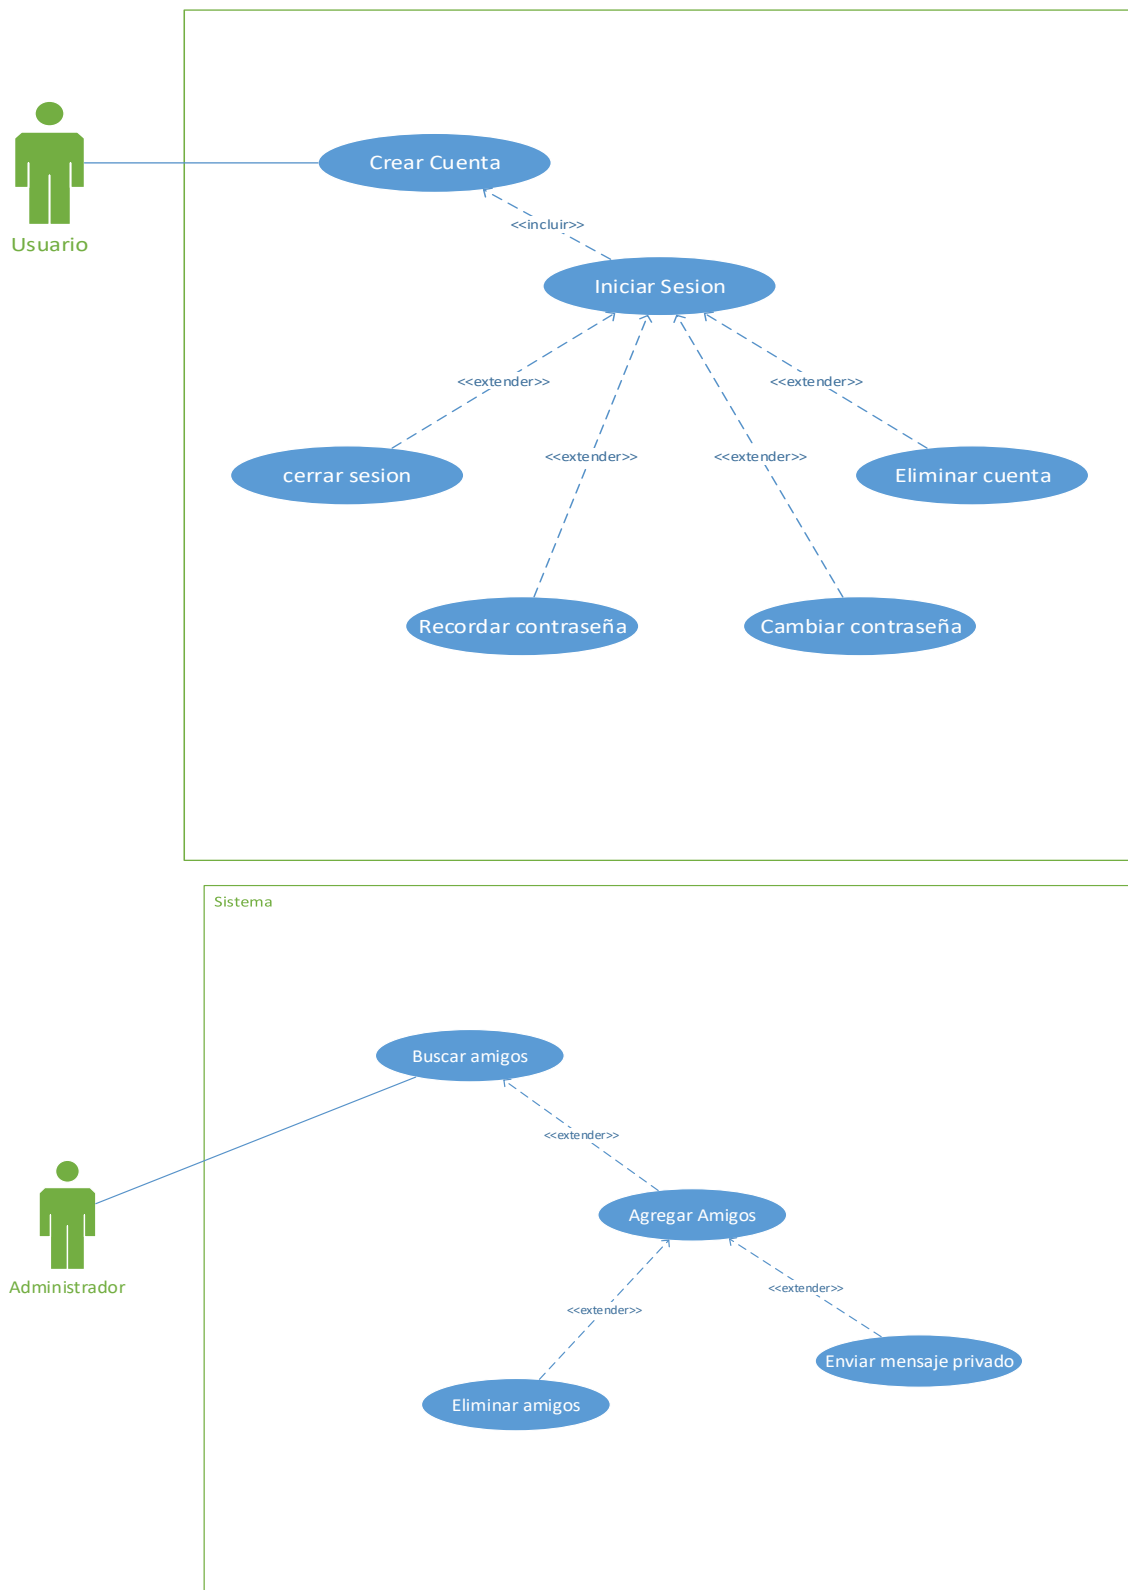 Crear Cuenta
Usuario
<<incluir>>
Iniciar Sesion
<<extender>>
<<extender>>
<<extender>>
<<extender>>
cerrar sesion
Eliminar cuenta
Recordar contraseña
Cambiar contraseña
Sistema
Buscar amigos
<<extender>>
Agregar Amigos
Administrador
<<extender>>
<<extender>>
Enviar mensaje privado
Eliminar amigos